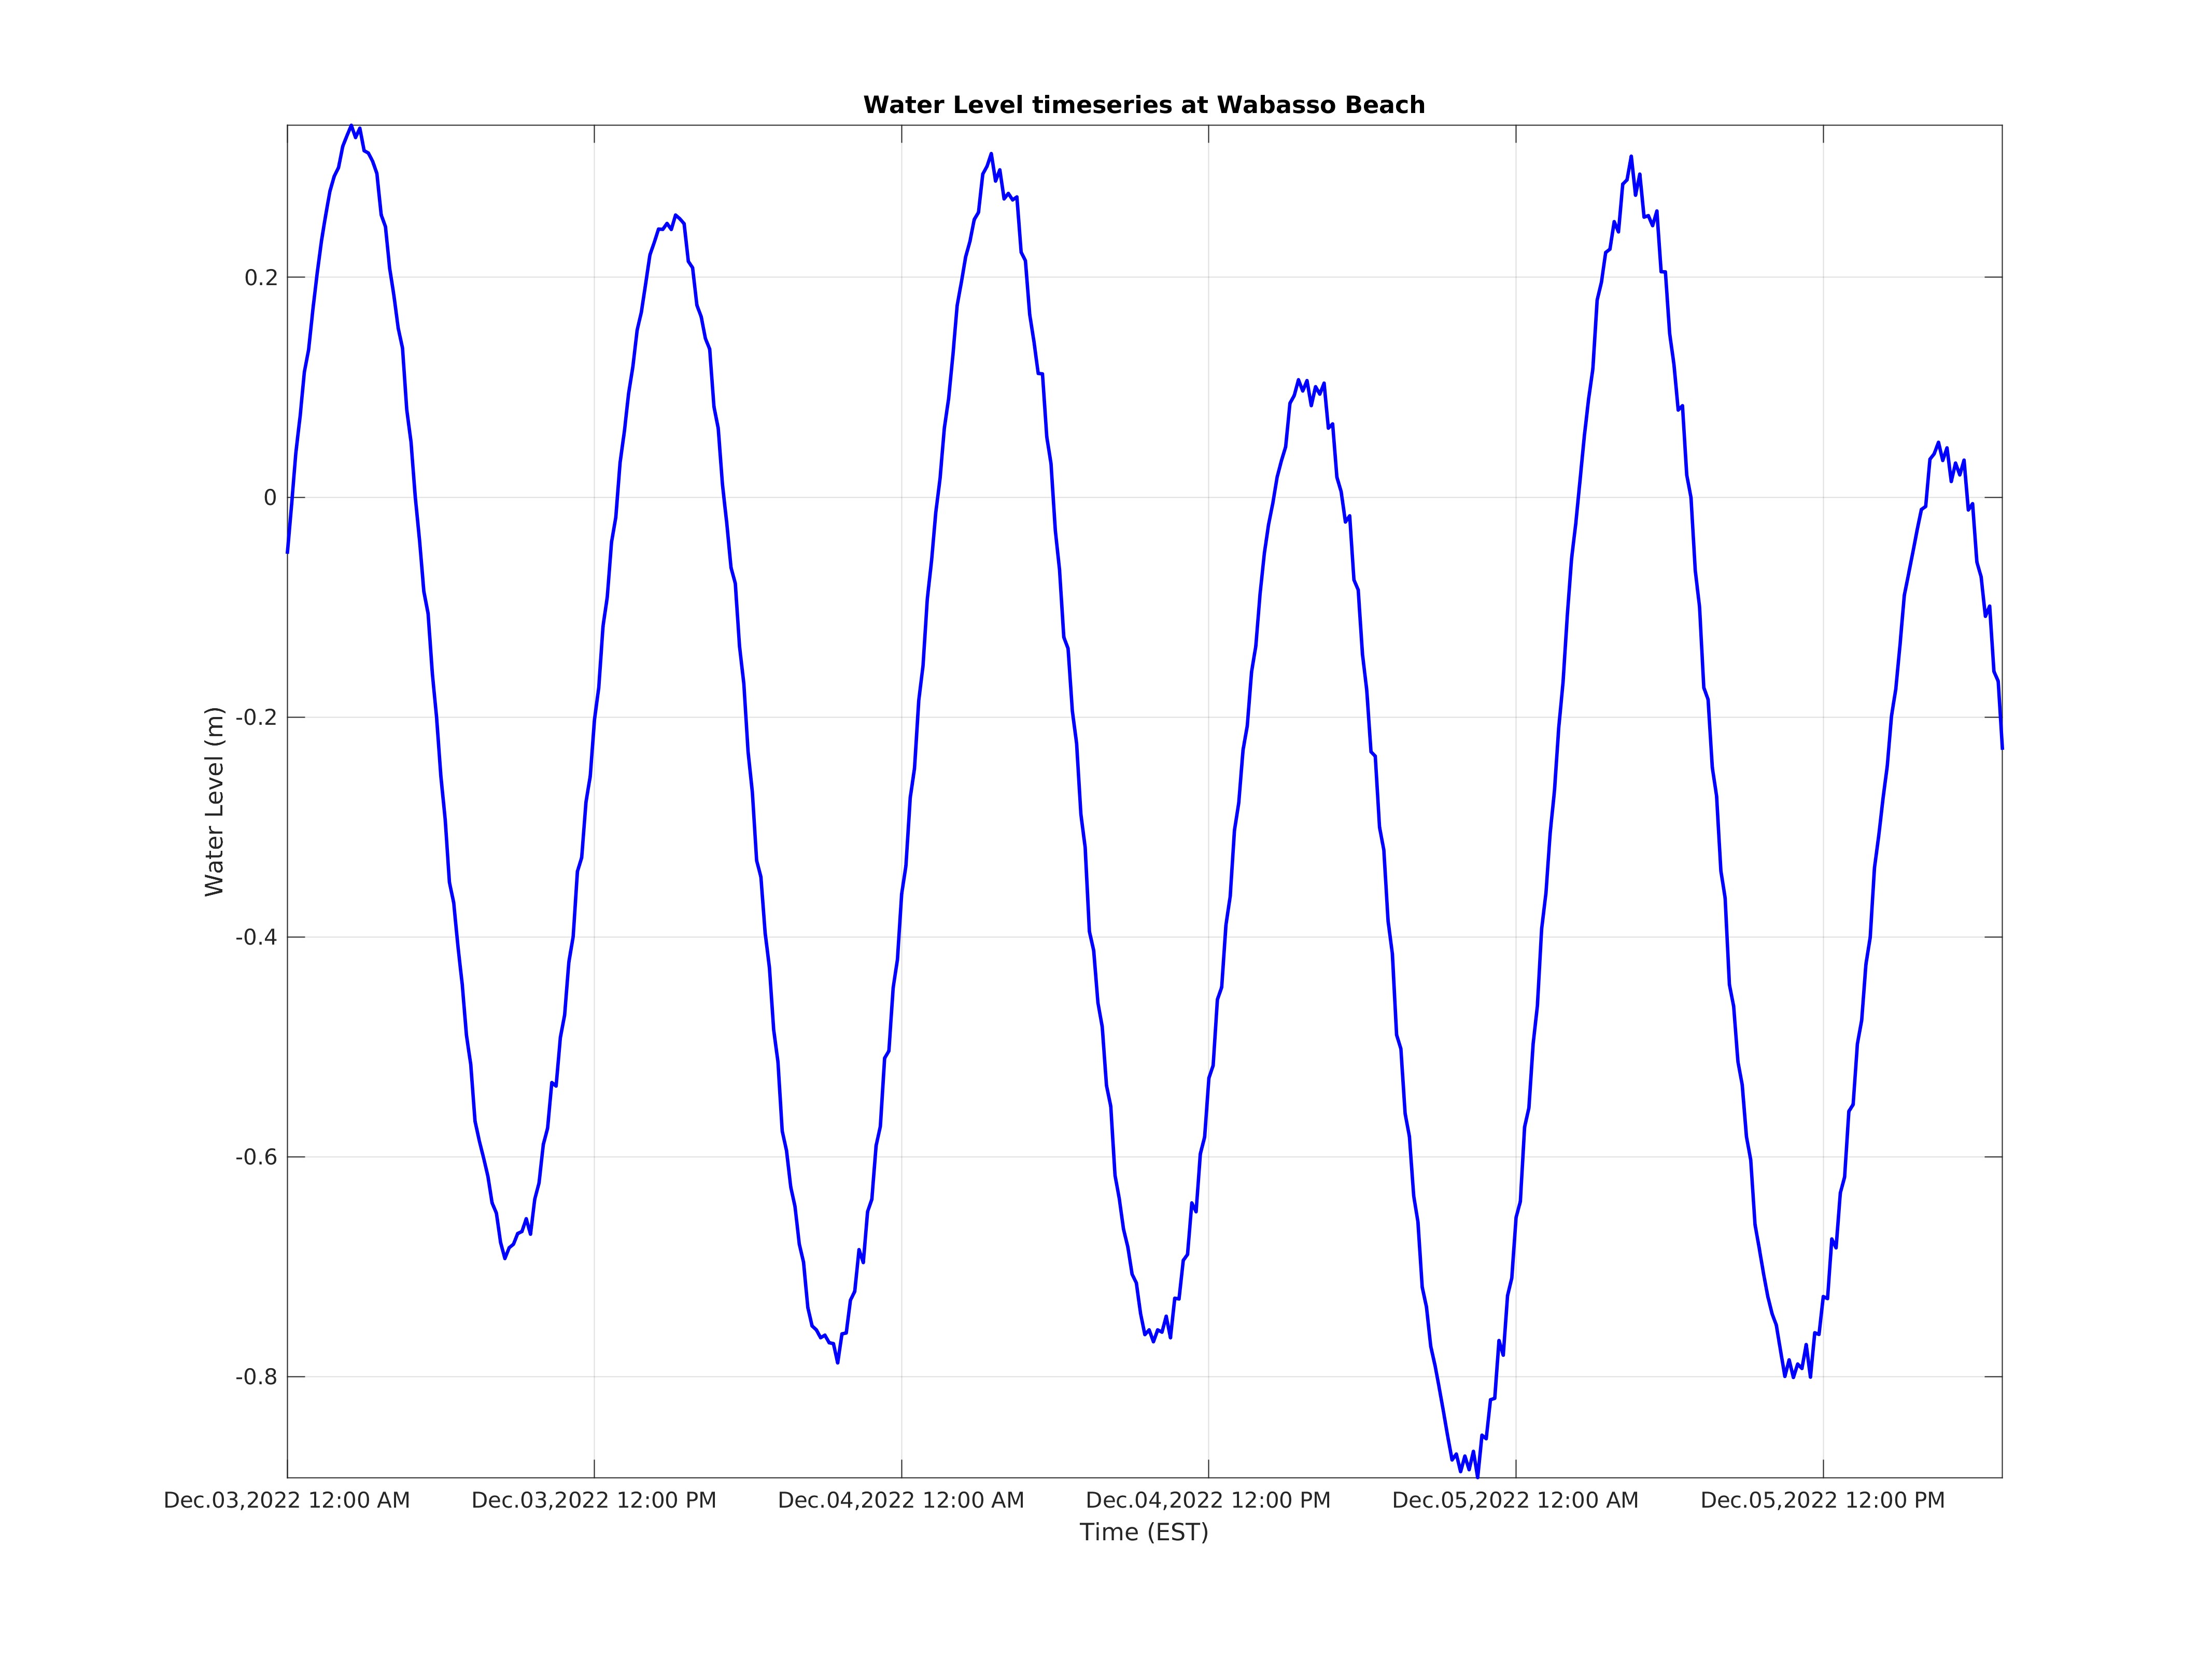 Water Level timeseries at Wabasso Beach
0.2
0
-0.2
-0.4
-0.6
-0.8
Water Level (m)
Dec.03,2022 12:00 AM
Dec.03,2022 12:00 PM
Dec.04,2022 12:00 AM
Dec.04,2022 12:00 PM
Dec.05,2022 12:00 AM
Dec.05,2022 12:00 PM
Time (EST)